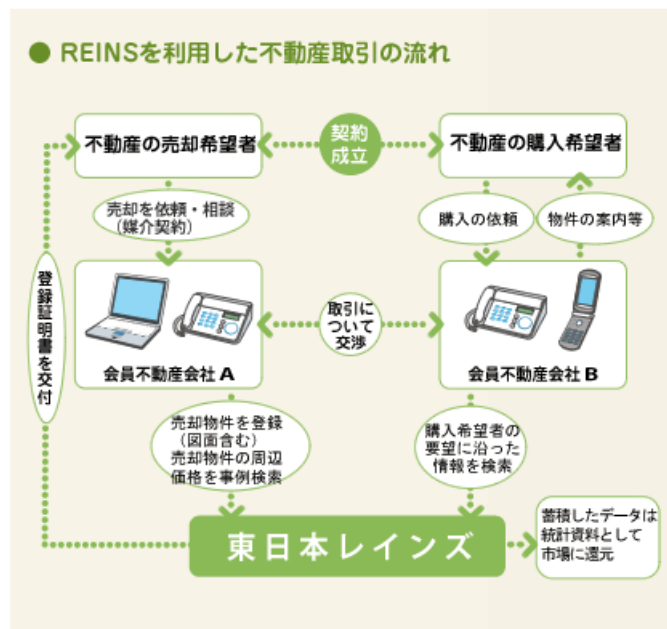 ● REINSを利用した不動産取引の流れ
不動産の売却希望者
契約
成立
不動産の購入希望者
売却を依頼・相談
(媒介契約)
購入の依頼
物件の案内等
登録証明書を交付
取引に
ついて
交渉
会員不動産会社 A
会員不動産会社 B
売却物件を登録
(図面含む)
売却物件の周辺
価格を事例検索
購入希望者の
要望に沿った
情報を検索
東日本レインズ
蓄積したデータは
統計資料として
市場に還元